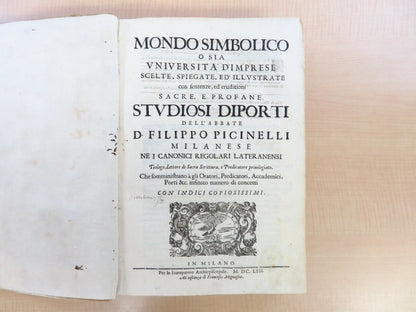 MONDO SIMBOLICO
O SIA
VNIVERSITÀ D'IMPRESE
SCELTE, SPIEGATE, ED' ILLVSTRATE
con sentenze, ed eruditioni
SACRE, E PROFANE.
STVDIOSI DIPORTI
DELL'ABBATE
D. FILIPPO PICINELLI
MILANESE
NE I CANONICI REGOLARI LATERANENSI
Teologo, Lettore di Sacra Scrittura, e Predicatore privilegiato.
Che somministrano à gli Oratori, Predicatori, Accademici,
Poeti &c. infinito numero di concetti
CON INDICI COPIOSISSIMI.
IN MILANO.
Per lo Stampatore Archiepiscopale. M. DC. LIII.
Ad instanza di Francesco Mognagha.